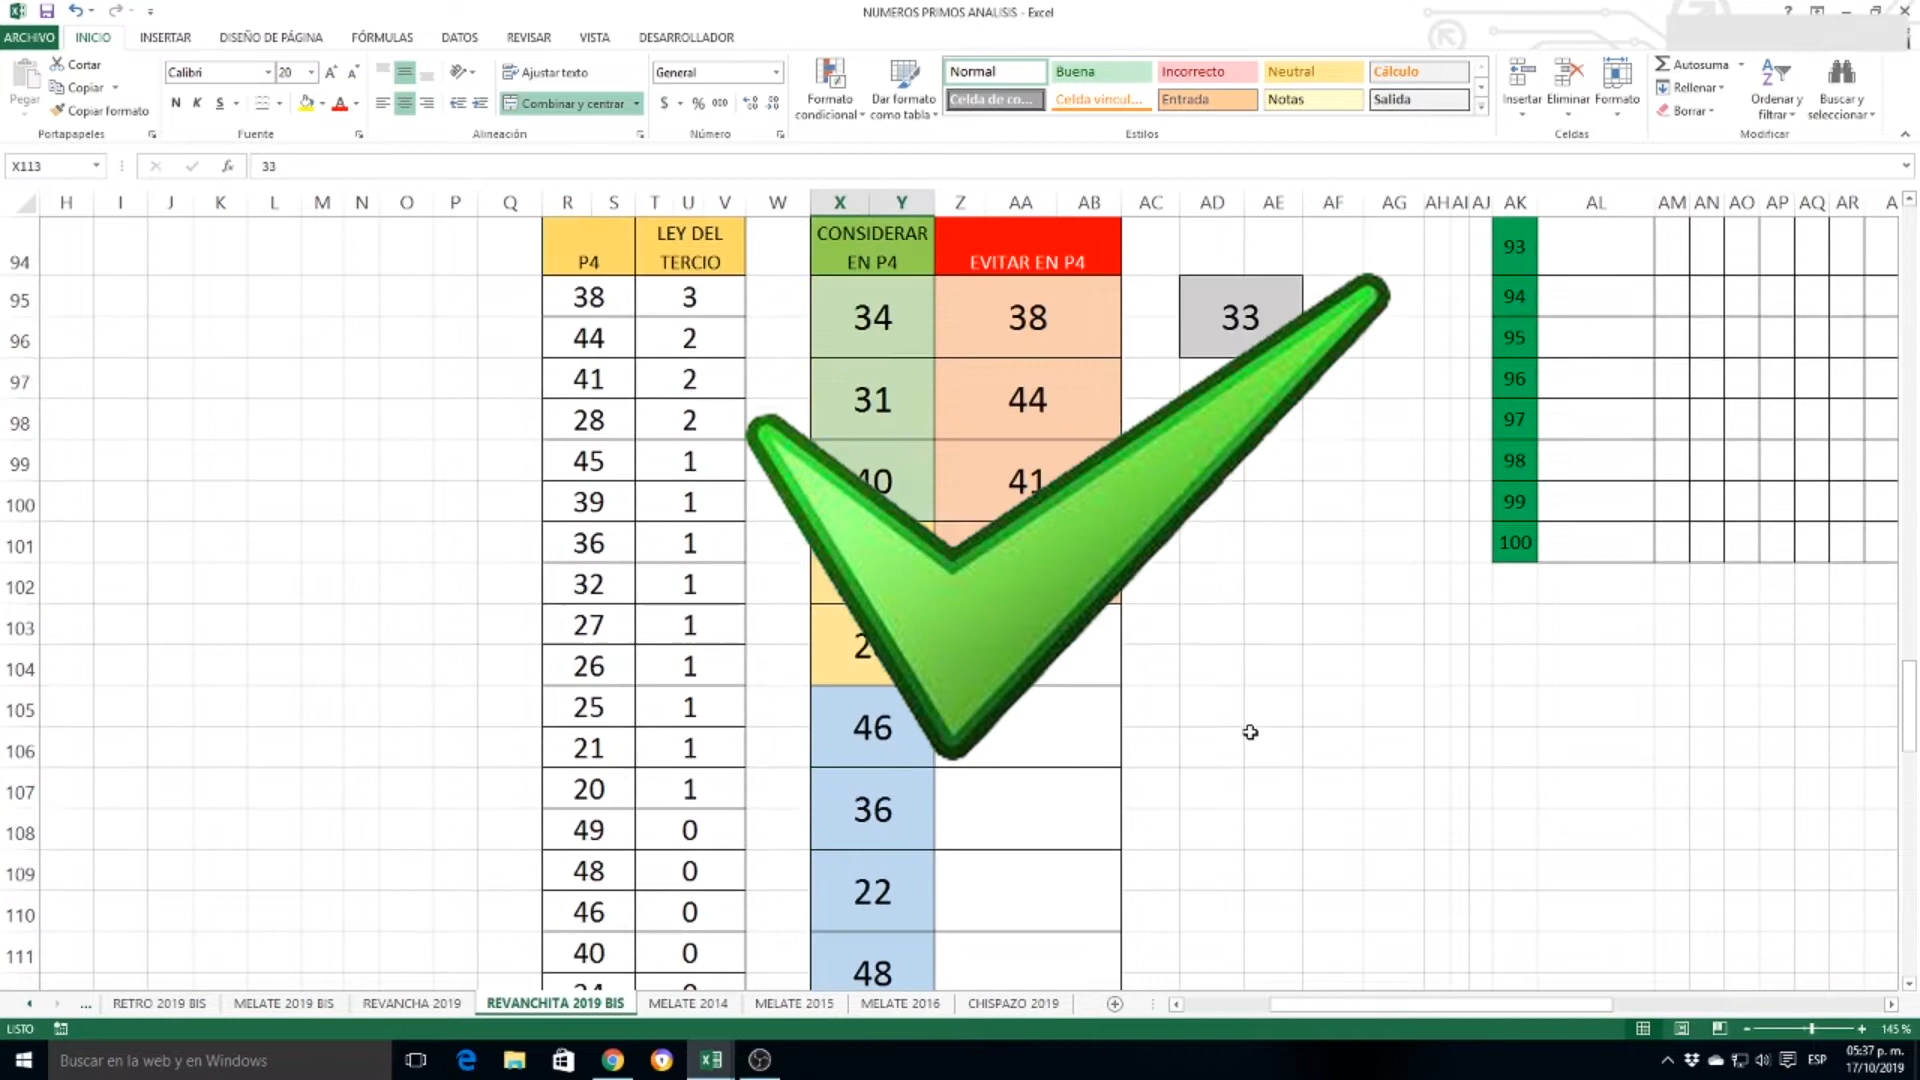 NUMEROS PRIMOS ANALISIS - Excel
ARCHIVO INICIO INSERTAR DISEÑO DE PÁGINA FÓRMULAS DATOS REVISAR VISTA DESARROLLADOR
Pegar
Cortar
Copiar
Copiar formato
Portapapeles
Calibri 20
N K S
Fuente
Ajustar texto
Combinar y centrar
Alineación
General
$ % 000
Número
Formato condicional
Dar formato como tabla
Normal Buena Incorrecto Neutral Cálculo
Celda de co... Celda vincul... Entrada Notas Salida
Estilos
Insertar Eliminar Formato
Celdas
Autosuma
Rellenar
Borrar
Ordenar y filtrar
Buscar y seleccionar
Modificar
X113 fx 33
H I J K L M N O P Q R S T U V W X Y Z AA AB AC AD AE AF AG AH AI AJ AK AL AM AN AO AP AQ AR A
94 P4 LEY DEL TERCIO CONSIDERAR EN P4 EVITAR EN P4 93
95 38 3 34 38 33 94
96 44 2 95
97 41 2 31 44 96
98 28 2 97
99 45 1 40 41 98
100 39 1 99
101 36 1 100
102 32 1
103 27 1
104 26 1
105 25 1 46
106 21 1
107 20 1 36
108 49 0
109 48 0 22
110 46 0
111 40 0 48
... RETRO 2019 BIS MELATE 2019 BIS REVANCHA 2019 REVANCHITA 2019 BIS MELATE 2014 MELATE 2015 MELATE 2016 CHISPAZO 2019
LISTO 145 %
Buscar en la web y en Windows
ESP
05:37 p. m.
17/10/2019